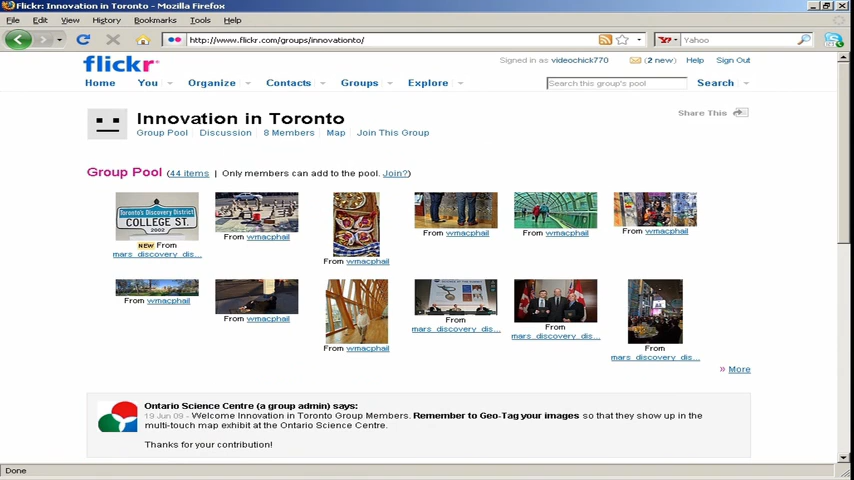 Flickr: Innovation in Toronto - Mozilla Firefox
File Edit View History Bookmarks Tools Help
http://www.flickr.com/groups/innovationto/
Yahoo
flickr
Signed in as videochick770 (2 new) Help Sign Out
Home You Organize Contacts Groups Explore
Search this group's pool
Search
Innovation in Toronto
Share This
Group Pool Discussion 8 Members Map Join This Group
Group Pool (44 items) | Only members can add to the pool. Join?)
Toronto's Discovery District
COLLEGE ST.
2002
NEW From
mars_discovery_dis...
From wmacphail
From wmacphail
From wmacphail
From wmacphail
From wmacphail
From wmacphail
From wmacphail
From wmacphail
From
mars_discovery_dis...
From
mars_discovery_dis...
From
mars_discovery_dis...
» More
Ontario Science Centre (a group admin) says:
19 Jun 09 - Welcome Innovation in Toronto Group Members. Remember to Geo-Tag your images so that they show up in the
multi-touch map exhibit at the Ontario Science Centre.
Thanks for your contribution!
Done